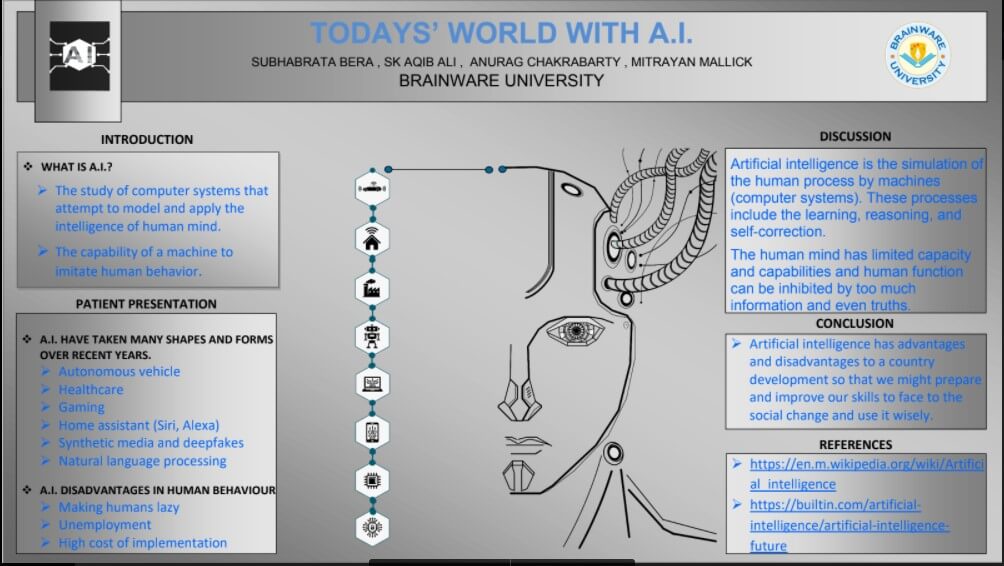 AI
TODAYS' WORLD WITH A.I.
SUBHABRATA BERA , SK AQIB ALI , ANURAG CHAKRABARTY , MITRAYAN MALLICK
BRAINWARE UNIVERSITY
BRAINWARE
UNIVERSITY
INTRODUCTION
❖ WHAT IS A.I.?
➢ The study of computer systems that
attempt to model and apply the
intelligence of human mind.
➢ The capability of a machine to
imitate human behavior.
PATIENT PRESENTATION
❖ A.I. HAVE TAKEN MANY SHAPES AND FORMS
OVER RECENT YEARS.
➢ Autonomous vehicle
➢ Healthcare
➢ Gaming
➢ Home assistant (Siri, Alexa)
➢ Synthetic media and deepfakes
➢ Natural language processing
❖ A.I. DISADVANTAGES IN HUMAN BEHAVIOUR
➢ Making humans lazy
➢ Unemployment
➢ High cost of implementation
DISCUSSION
Artificial intelligence is the simulation of
the human process by machines
(computer systems). These processes
include the learning, reasoning, and
self-correction.
The human mind has limited capacity
and capabilities and human function
can be inhibited by too much
information and even truths.
CONCLUSION
➢ Artificial intelligence has advantages
and disadvantages to a country
development so that we might prepare
and improve our skills to face to the
social change and use it wisely.
REFERENCES
➢ https://en.m.wikipedia.org/wiki/Artifici
al_intelligence
➢ https://builtin.com/artificial-
intelligence/artificial-intelligence-
future